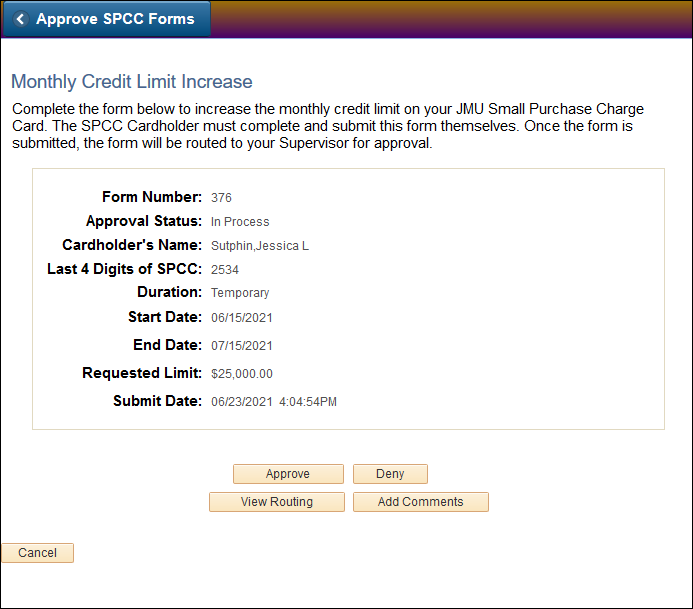 Approve SPCC Forms
Monthly Credit Limit Increase
Complete the form below to increase the monthly credit limit on your JMU Small Purchase Charge
Card. The SPCC Cardholder must complete and submit this form themselves. Once the form is
submitted, the form will be routed to your Supervisor for approval.
Form Number: 376
Approval Status: In Process
Cardholder's Name: Sutphin,Jessica L
Last 4 Digits of SPCC: 2534
Duration: Temporary
Start Date: 06/15/2021
End Date: 07/15/2021
Requested Limit: $25,000.00
Submit Date: 06/23/2021 4:04:54PM
Approve Deny
View Routing Add Comments
Cancel